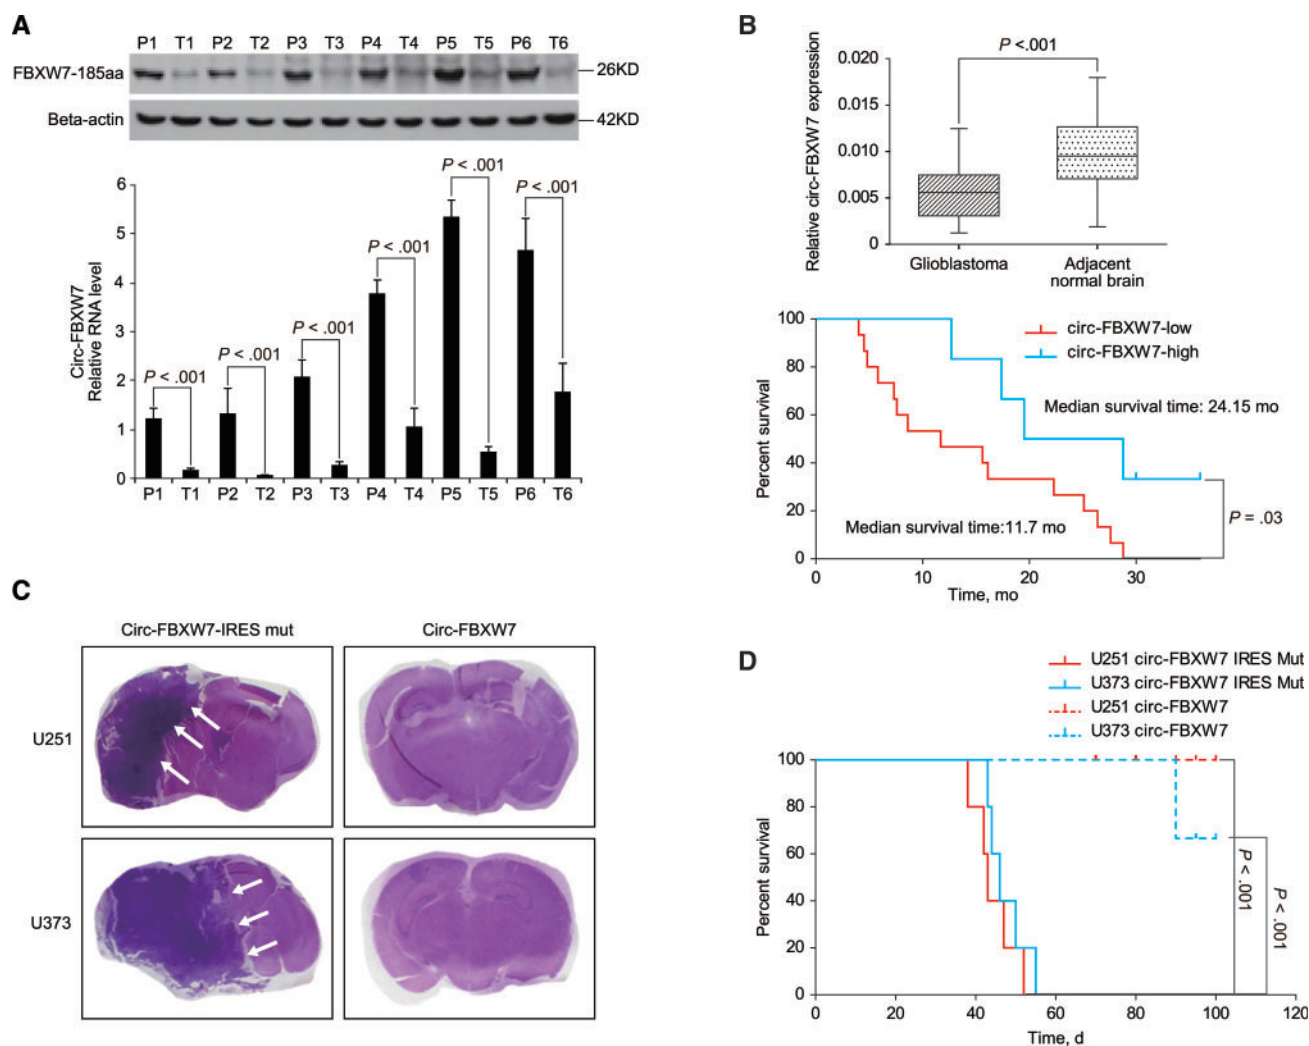 A
P1 T1 P2 T2 P3 T3 P4 T4 P5 T5 P6 T6
FBXW7-185aa
26KD
Beta-actin
42KD
Circ-FBXW7
Relative RNA level
6
5
4
3
2
1
0
P < .001
P < .001
P < .001
P < .001
P < .001
P < .001
P1 T1 P2 T2 P3 T3 P4 T4 P5 T5 P6 T6
B
P <.001
Relative circ-FBXW7 expression
0.020
0.015
0.010
0.005
0
Glioblastoma
Adjacent
normal brain
circ-FBXW7-low
circ-FBXW7-high
Median survival time: 24.15 mo
Median survival time:11.7 mo
P = .03
Percent survival
100
80
60
40
20
0
0 10 20 30
Time, mo
C
Circ-FBXW7-IRES mut
Circ-FBXW7
U251
U373
D
U251 circ-FBXW7 IRES Mut
U373 circ-FBXW7 IRES Mut
U251 circ-FBXW7
U373 circ-FBXW7
Percent survival
100
80
60
40
20
0
P < .001
P < .001
0 20 40 60 80 100 120
Time, d